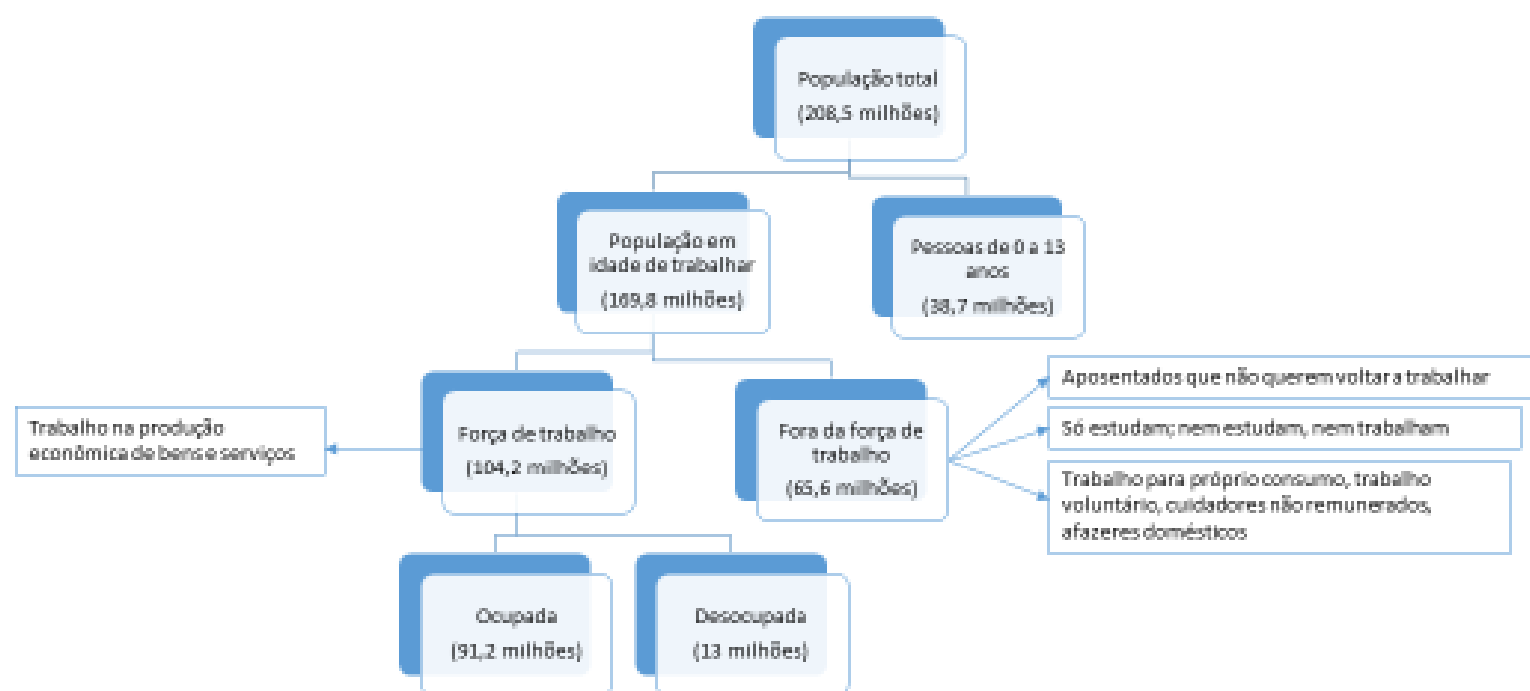 População total
(208,5 milhões)
População em
idade de trabalhar
(169,8 milhões)
Pessoas de 0 a 13
anos
(38,7 milhões)
Trabalho na produção
econômica de bens e serviços
Força de trabalho
(104,2 milhões)
Fora da força de
trabalho
(65,6 milhões)
Aposentados que não querem voltar a trabalhar
Só estudam; nem estudam, nem trabalham
Trabalho para próprio consumo, trabalho
voluntário, cuidadores não remunerados,
afazeres domésticos
Ocupada
(91,2 milhões)
Desocupada
(13 milhões)